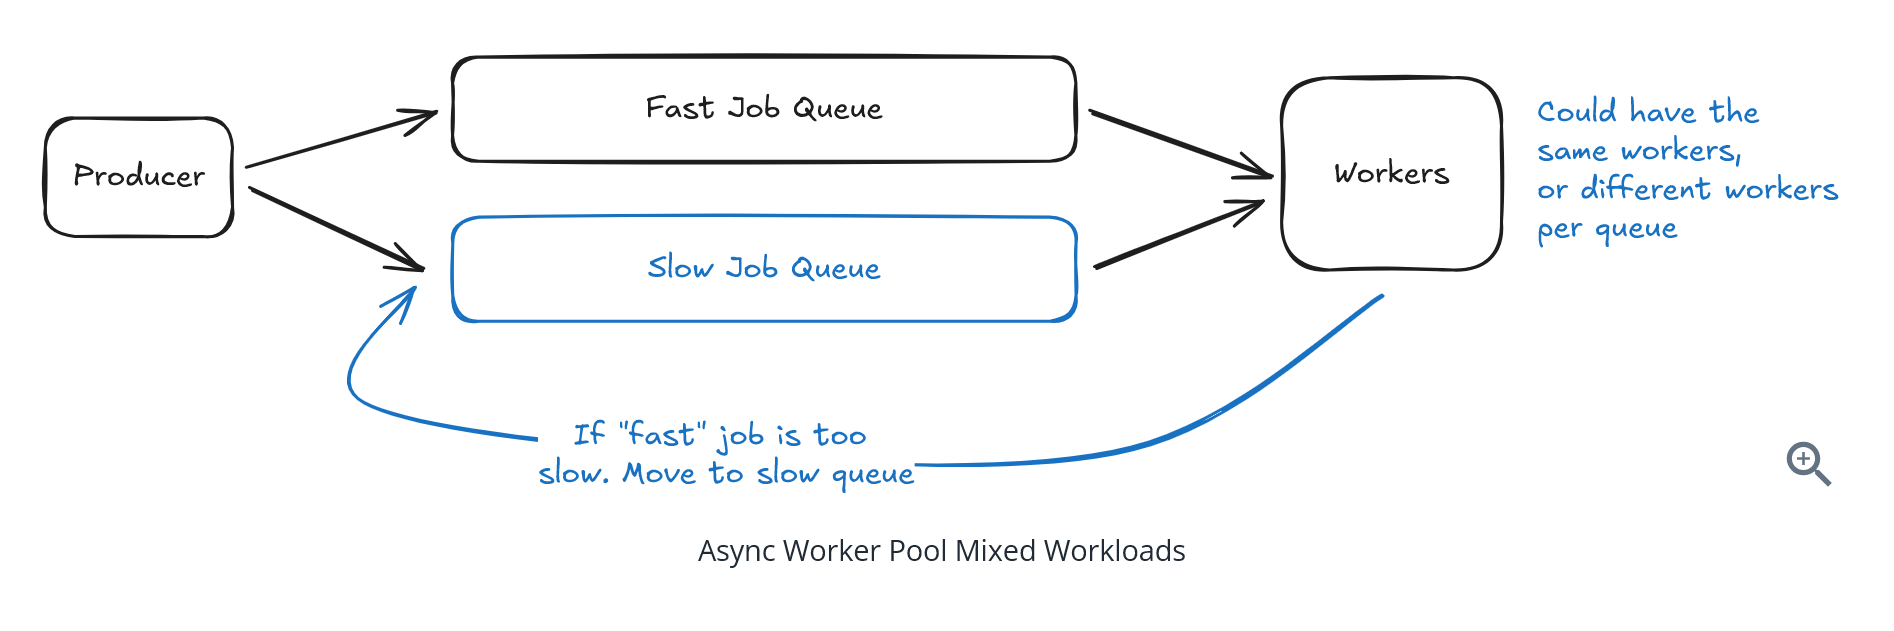 Fast Job Queue
Producer
Workers
Could have the
same workers,
or different workers
per queue
Slow Job Queue
If "fast" job is too
slow. Move to slow queue
Async Worker Pool Mixed Workloads